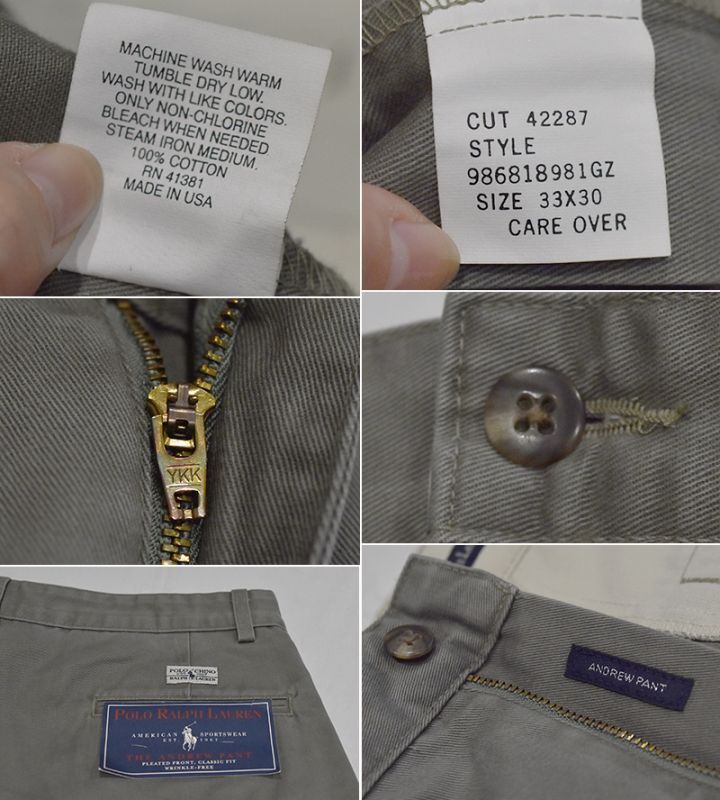 MACHINE WASH WARM
TUMBLE DRY LOW.
WASH WITH LIKE COLORS.
ONLY NON-CHLORINE
BLEACH WHEN NEEDED
STEAM IRON MEDIUM.
100% COTTON
RN 41381
MADE IN USA
CUT 42287
STYLE
986818981GZ
SIZE 33X30
CARE OVER
YKK
POLO CHINO
RALPH LAUREN
POLO RALPH LAUREN
AMERICAN SPORTSWEAR
EST. 1967
THE ANDREW PANT
PLEATED FRONT, CLASSIC FIT
WRINKLE-FREE
ANDREW PANT